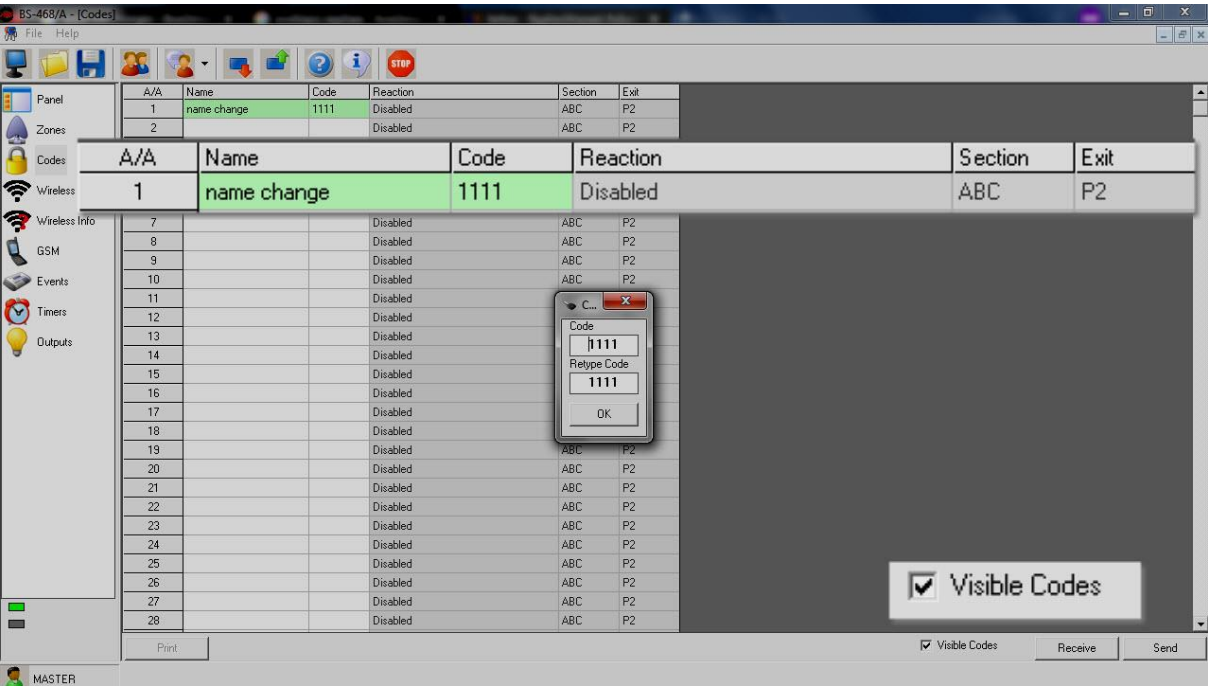 BS-468/A - [Codes]
File Help
STOP
Panel
Zones
Codes
Wireless
Wireless Info
GSM
Events
Timers
Outputs
A/A Name Code Reaction Section Exit
1 name change 1111 Disabled ABC P2
2 Disabled ABC P2
A/A Name Code Reaction Section Exit
1 name change 1111 Disabled ABC P2
7 Disabled ABC P2
8 Disabled ABC P2
9 Disabled ABC P2
10 Disabled ABC P2
11 Disabled
12 Disabled
13 Disabled
14 Disabled
15 Disabled
16 Disabled
17 Disabled
18 Disabled
19 Disabled ABC P2
20 Disabled ABC P2
21 Disabled ABC P2
22 Disabled ABC P2
23 Disabled ABC P2
24 Disabled ABC P2
25 Disabled ABC P2
26 Disabled ABC P2
27 Disabled ABC P2
28 Disabled ABC P2
C...
Code
1111
Retype Code
1111
OK
Visible Codes
Print
Visible Codes
Receive
Send
MASTER